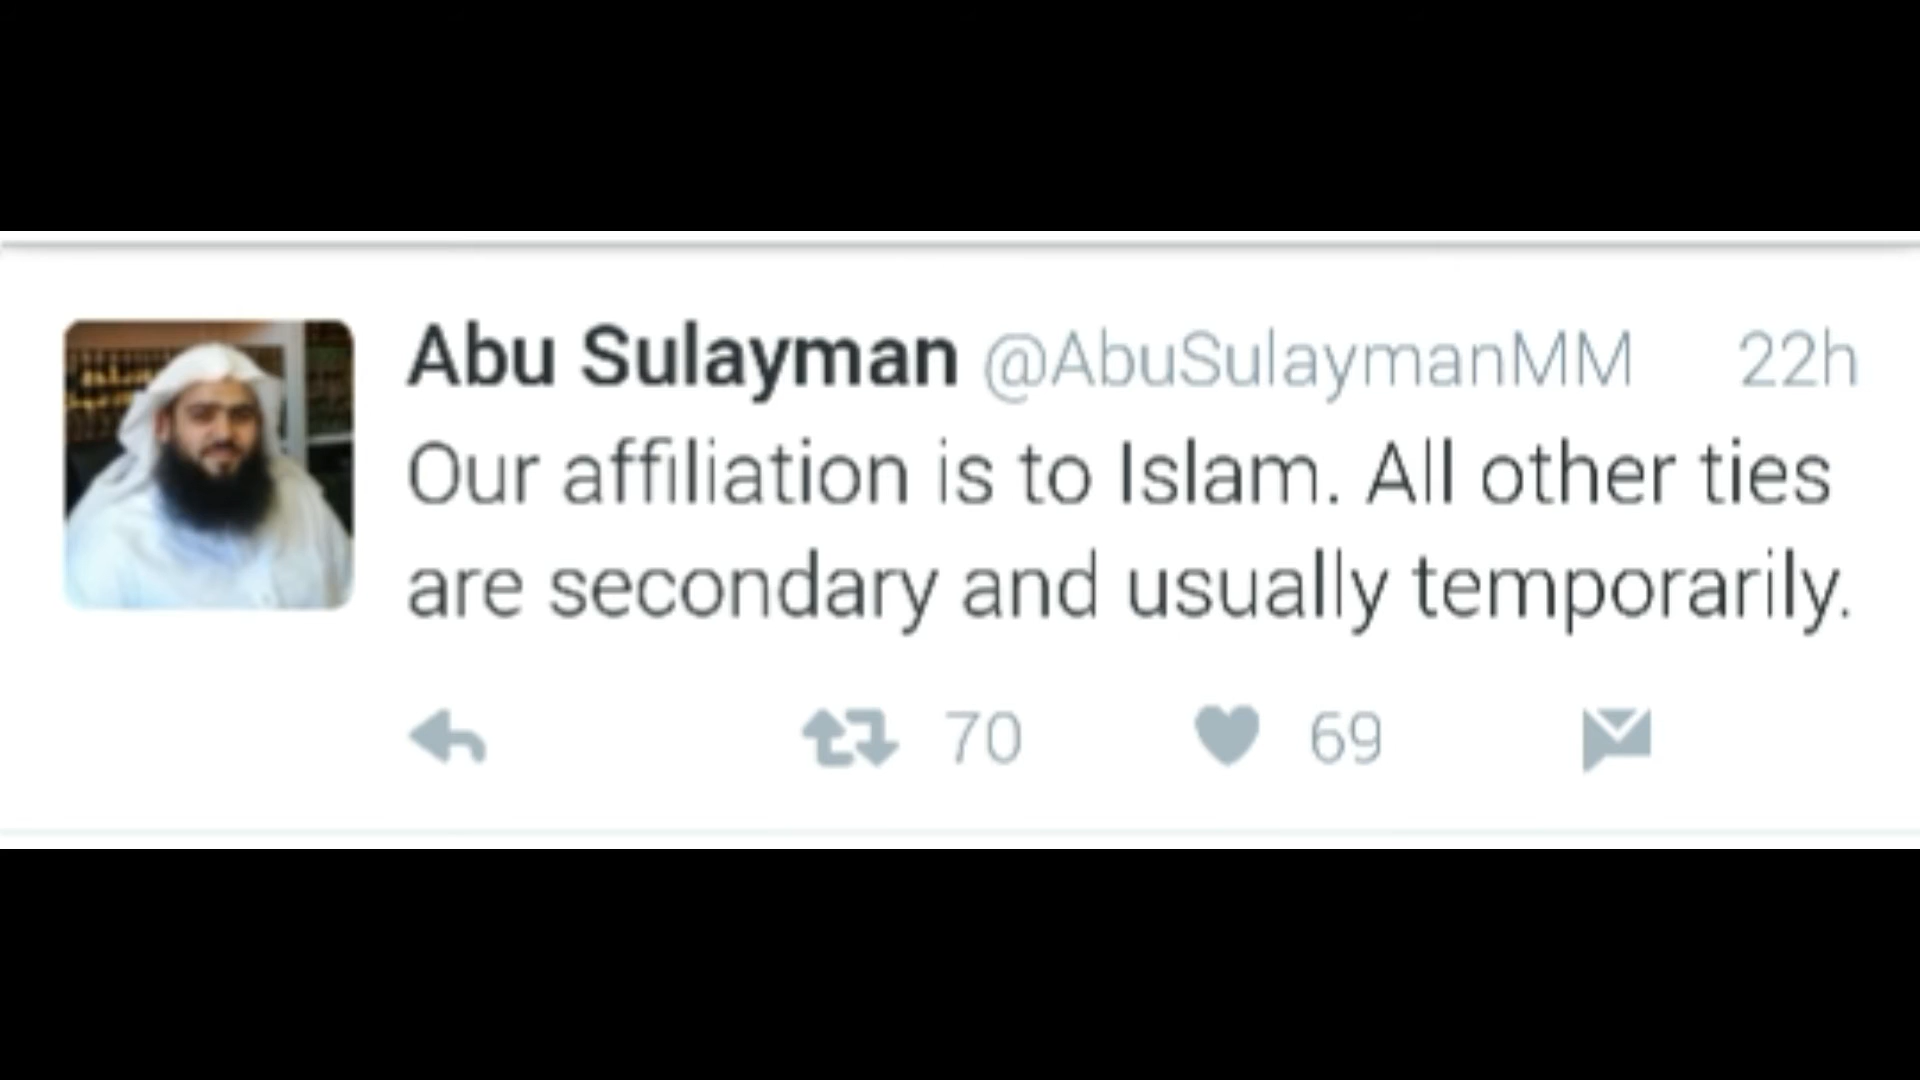 Abu Sulayman @AbuSulaymanMM 22h
Our affiliation is to Islam. All other ties
are secondary and usually temporarily.
70 69